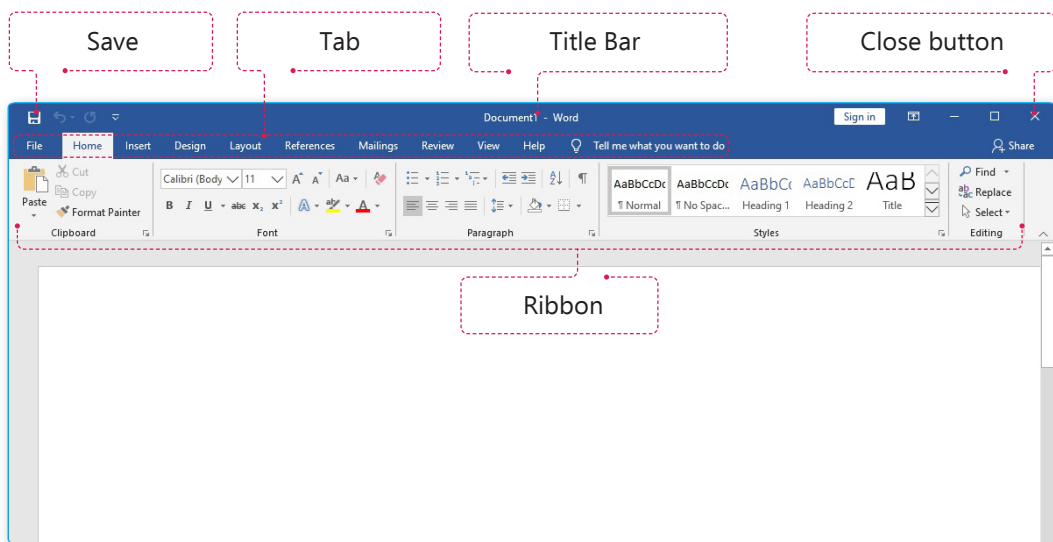 Save
Tab
Title Bar
Close button
Document1 - Word
Sign in
File Home Insert Design Layout References Mailings Review View Help Tell me what you want to do
Share
Paste
Cut
Copy
Format Painter
Clipboard
Calibri (Body 11 A A Aa
B I U abc X₂ X² A aby A
Font
Paragraph
AaBbCcDc AaBbCcDc AaBbCc AaBbCcE AaB
¶ Normal ¶ No Spac... Heading 1 Heading 2 Title
Styles
Find
Replace
Select
Editing
Ribbon